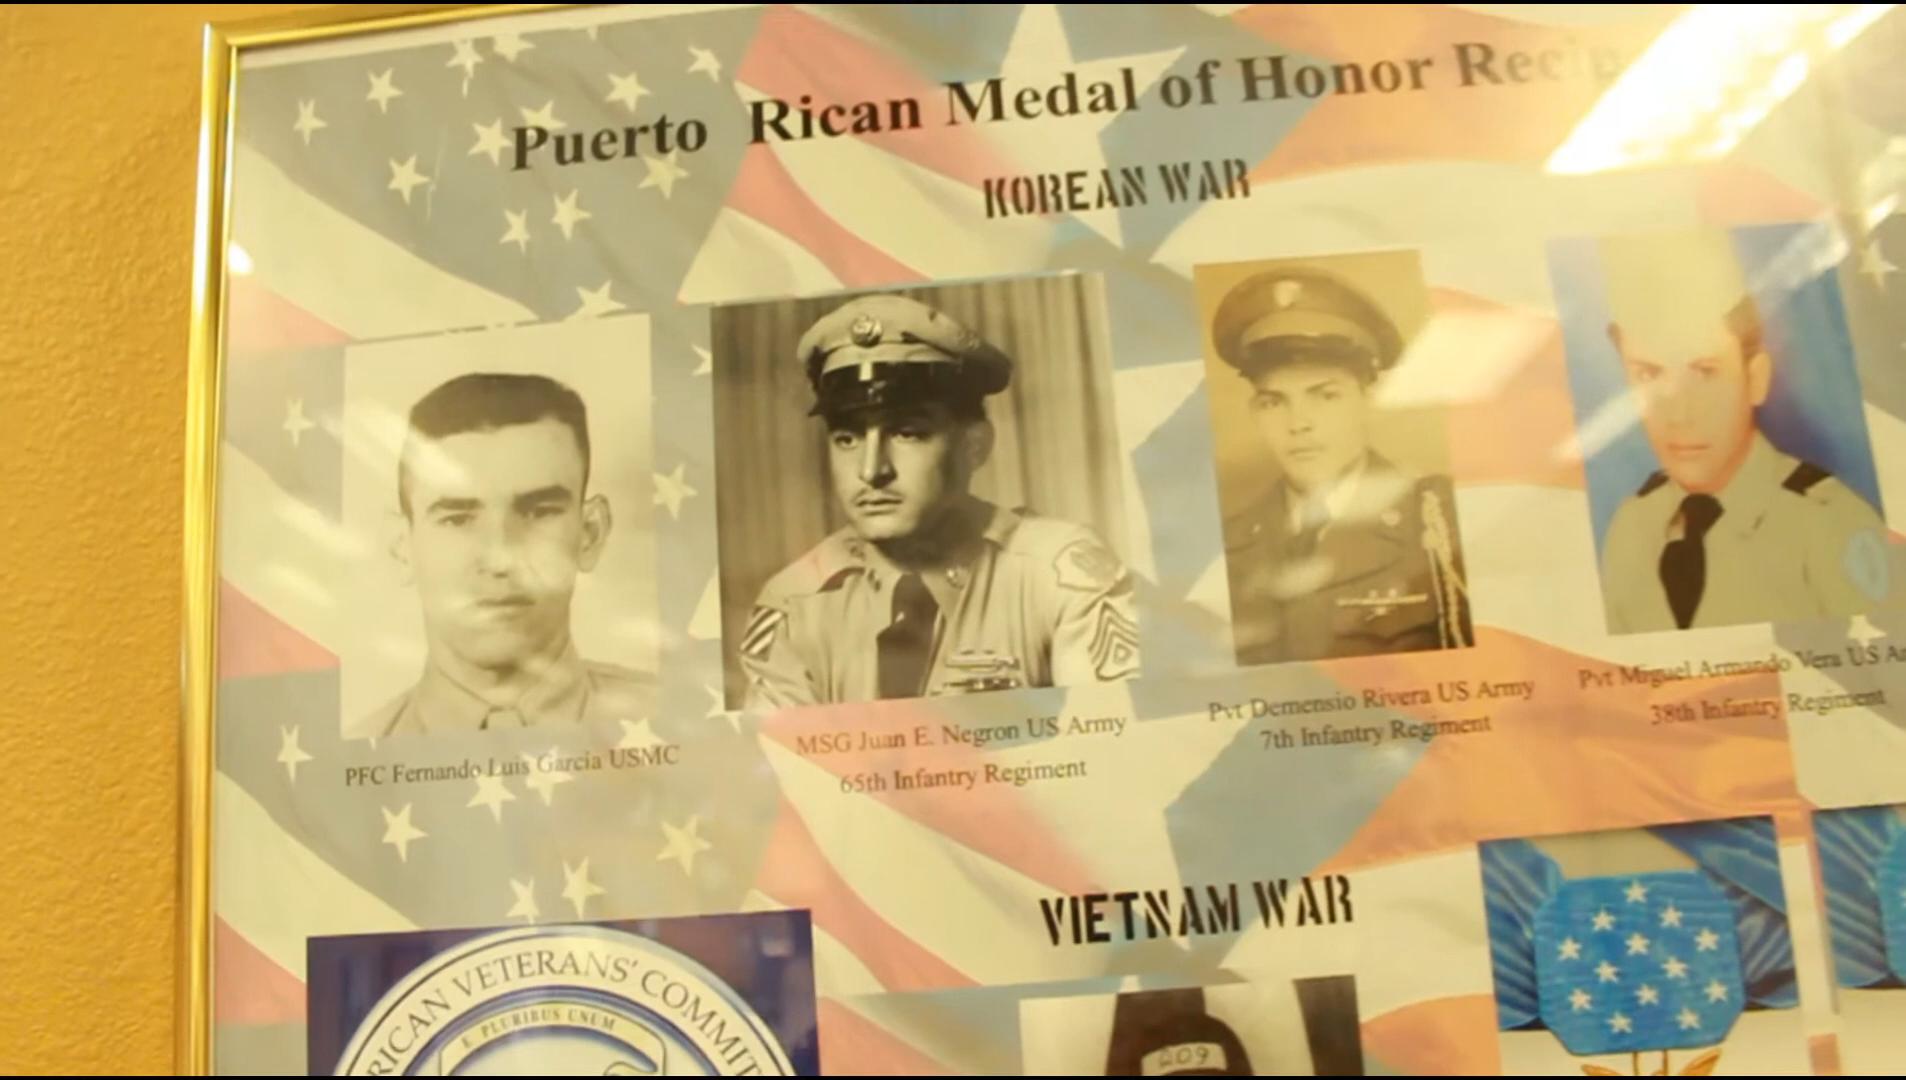 Puerto Rican Medal of Honor
KOREAN WAR
PFC Fernando Luis Garcia USMC
MSG Juan E. Negron US Army
65th Infantry Regiment
Pvt Demensio Rivera US Army
7th Infantry Regiment
Pvt Miguel Armando Vera US
38th Infantry Regiment
VIETNAM WAR
VETERANS'
E PLURIBUS UNUM
209